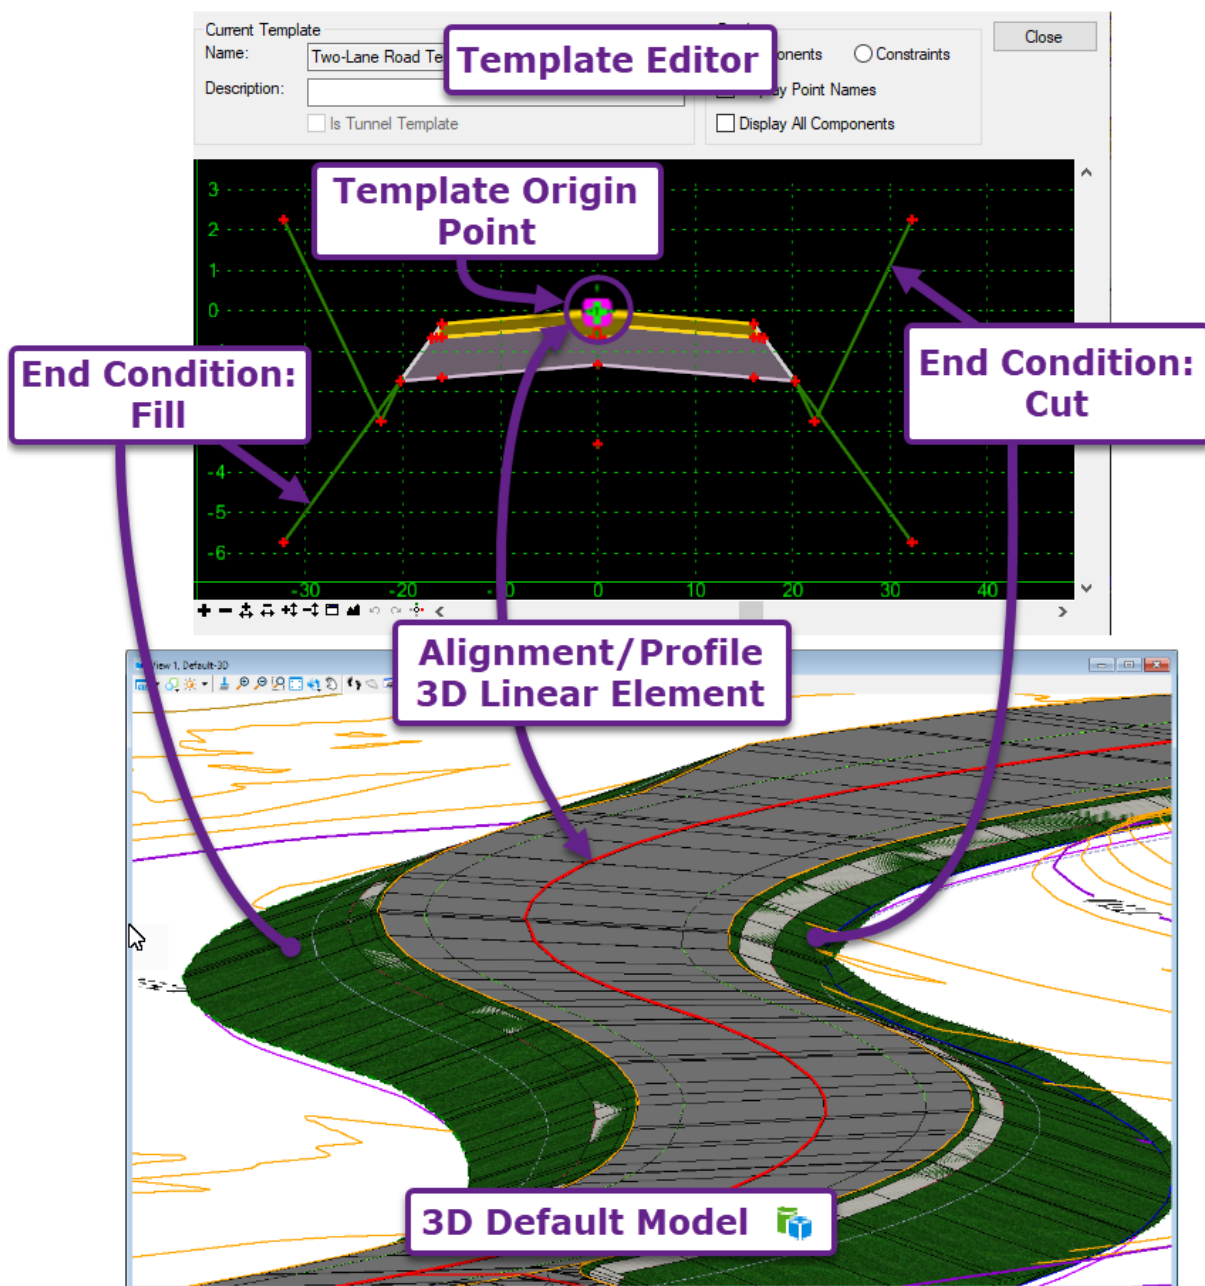 Current Template
Name:
Two-Lane Road Te
Template Editor
onents
Constraints
Close
Description:
play Point Names
Is Tunnel Template
Display All Components
Template Origin
Point
3
2
1
0
-4
-5
-6
-30
-20
0
0
10
20
30
40
End Condition:
Fill
End Condition:
Cut
Alignment/Profile
3D Linear Element
View 1, Default-3D
3D Default Model